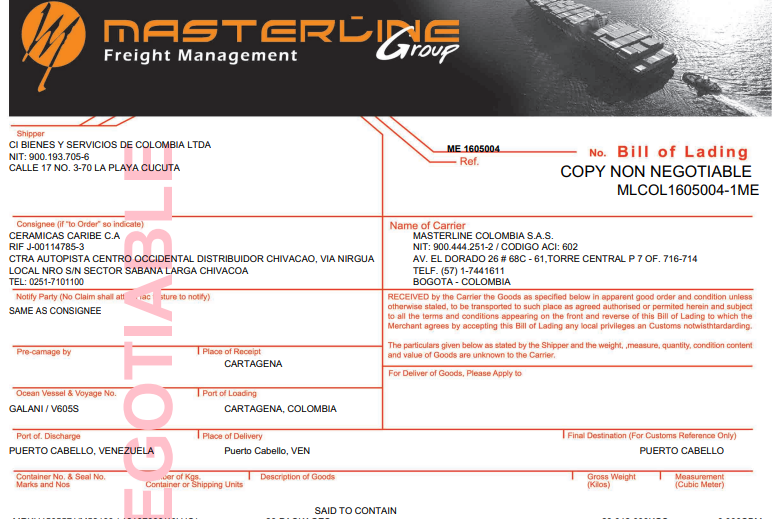 MASTERLINE
Group
Freight Management
Shipper
CI BIENES Y SERVICIOS DE COLOMBIA LTDA
NIT: 900.193.705-6
CALLE 17 NO. 3-70 LA PLAYA CUCUTA
ME 1605004
Ref.
No. Bill of Lading
COPY NON NEGOTIABLE
MLCOL1605004-1ME
Consignee (if "to Order" so indicate)
CERAMICAS CARIBE C.A
RIF J-00114785-3
CTRA AUTOPISTA CENTRO OCCIDENTAL DISTRIBUIDOR CHIVACAO, VIA NIRGUA
LOCAL NRO S/N SECTOR SABANA LARGA CHIVACOA
TEL: 0251-7101100
Name of Carrier
MASTERLINE COLOMBIA S.A.S.
NIT: 900.444.251-2 / CODIGO ACI: 602
AV. EL DORADO 26 # 68C - 61,TORRE CENTRAL P 7 OF. 716-714
TELF. (57) 1-7441611
BOGOTA - COLOMBIA
Notify Party (No Claim shall to notify)
SAME AS CONSIGNEE
RECEIVED by the Carrier the Goods as specified below in apparent good order and condition unless
otherwise stated, to be transported to such place as agreed authorised or permited herein and subject
to all the terms and conditions appearing on the front and reverse of this Bill of Lading to which the
Merchant agrees by accepting this Bill of Lading any local privileges an Customs notwisthtardarding.
The particulars given below as stated by the Shipper and the weight, ,measure, quantity, condition content
and value of Goods are unknown to the Carrier.
Pre-carnage by
Place of Receipt
CARTAGENA
For Deliver of Goods, Please Apply to
Ocean Vessel & Voyage No.
Port of Loading
GALANI / V605S
CARTAGENA, COLOMBIA
Port of. Discharge
Place of Delivery
Final Destination (For Customs Reference Only)
PUERTO CABELLO, VENEZUELA
Puerto Cabello, VEN
PUERTO CABELLO
Container No. & Seal No.
Marks and Nos
of Kgs.
Container or Shipping Units
Description of Goods
Gross Weight
(Kilos)
Measurement
(Cubic Meter)
SAID TO CONTAIN
EGOTIABLE